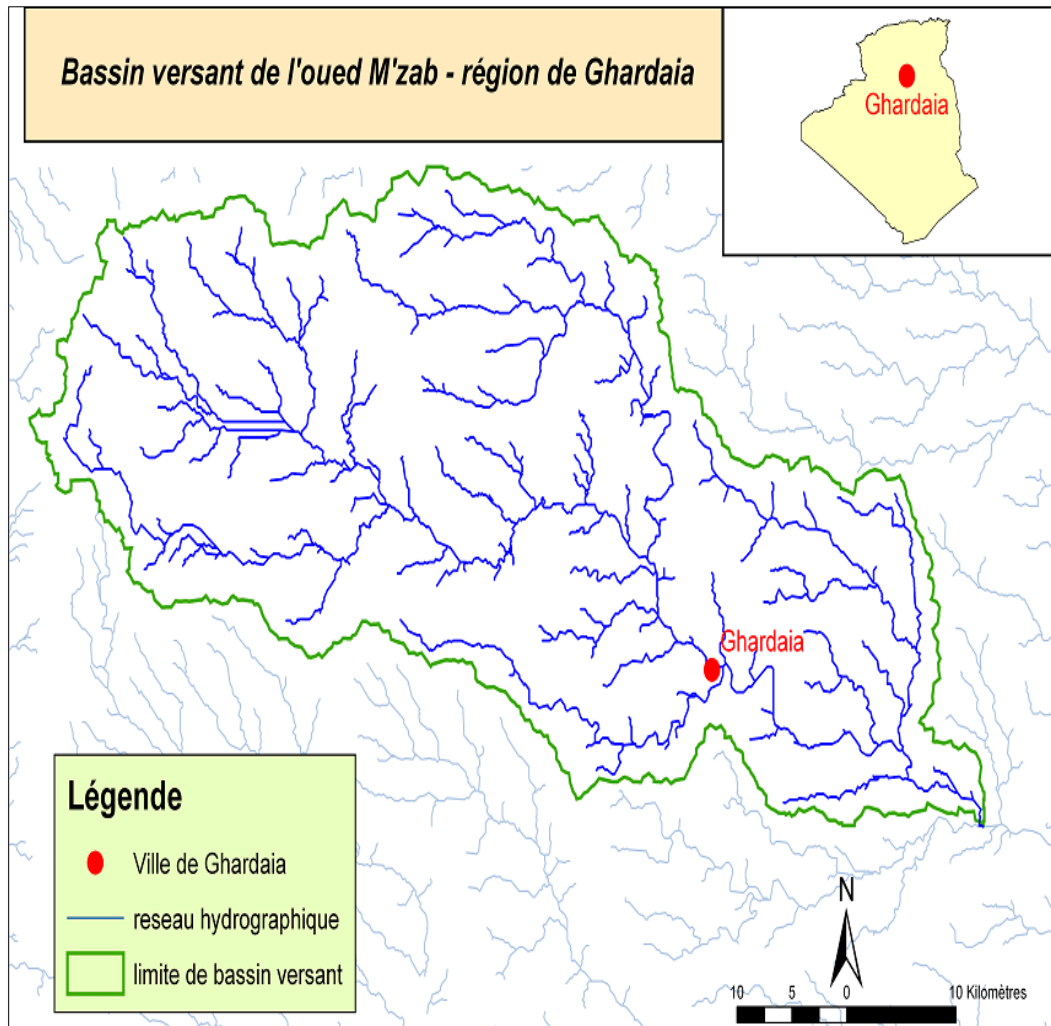 Bassin versant de l'oued M'zab - région de Ghardaia
Ghardaia
Ghardaia
Légende
Ville de Ghardaia
reseau hydrographique
limite de bassin versant
N
10 5 0 10 Kilómètres